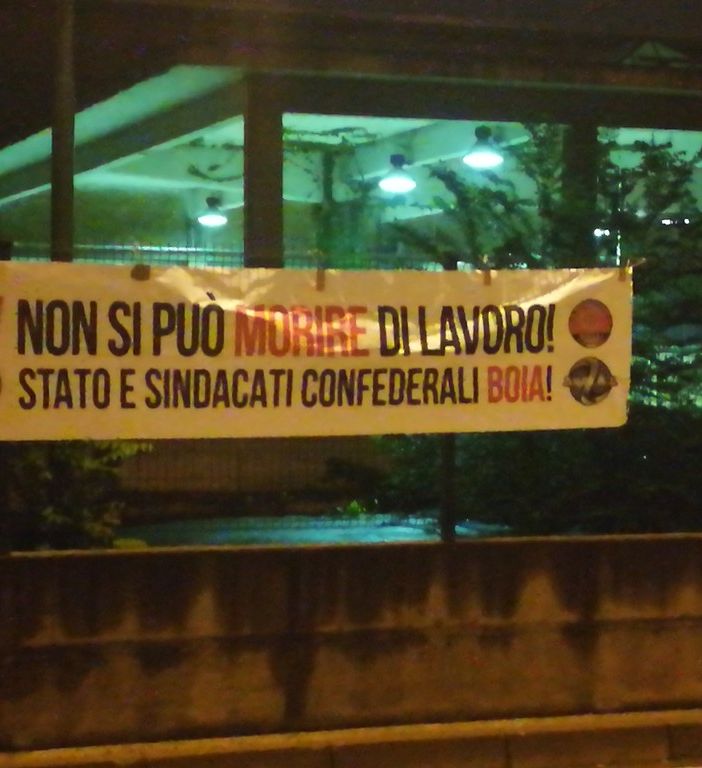 NON SI PUÒ MORIRE DI LAVORO!
STATO E SINDACATI CONFEDERALI BOIA!